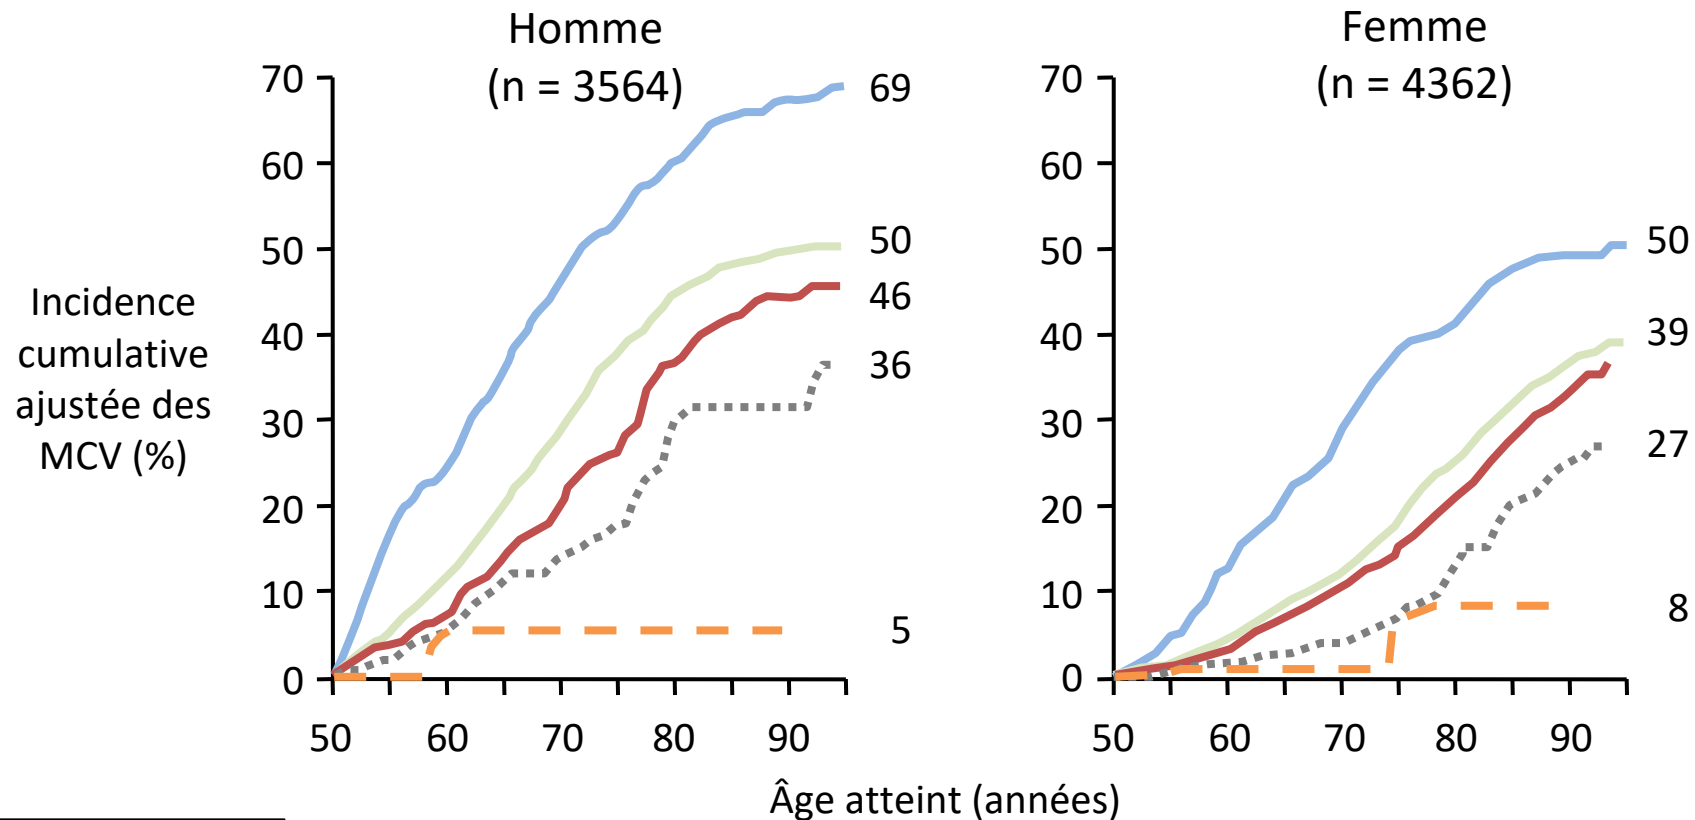 Homme
(n = 3564)
Femme
(n = 4362)
Incidence
cumulative
ajustée des
MCV (%)
70
60
50
40
30
20
10
0
69
50
46
36
5
50 60 70 80 90
70
60
50
40
30
20
10
0
50
39
27
8
50 60 70 80 90
Âge atteint (années)